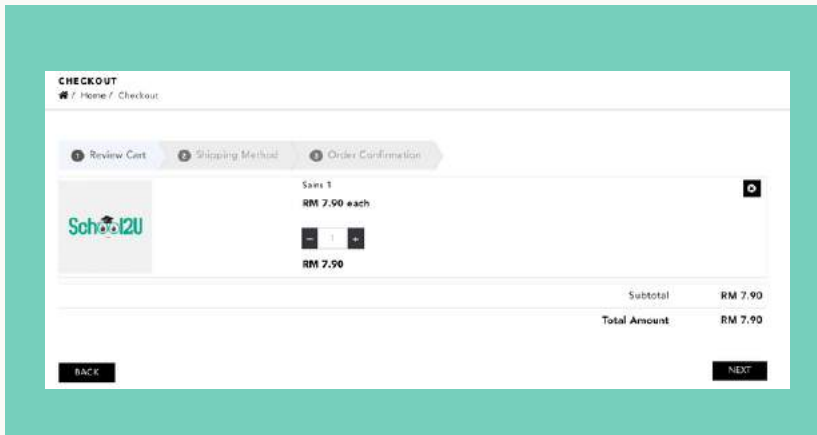 CHECKOUT
/ Home / Checkout
1 Review Cart 2 Shipping Method 3 Order Confirmation
Sains 1
RM 7.90 each
School2U
- 1 +
RM 7.90
Subtotal RM 7.90
Total Amount RM 7.90
BACK NEXT